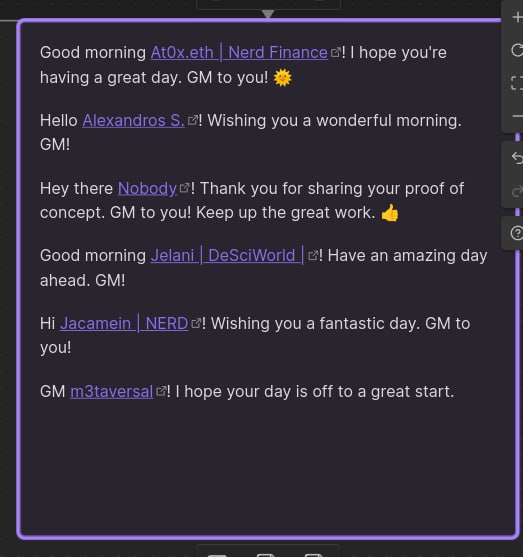 Good morning At0x.eth | Nerd Finance! I hope you're
having a great day. GM to you! 🌞
Hello Alexandros S.! Wishing you a wonderful morning.
GM!
Hey there Nobody! Thank you for sharing your proof of
concept. GM to you! Keep up the great work. 👍
Good morning Jelani | DeSciWorld |! Have an amazing day
ahead. GM!
Hi Jacamein | NERD! Wishing you a fantastic day. GM to
you!
GM m3taversal! I hope your day is off to a great start.